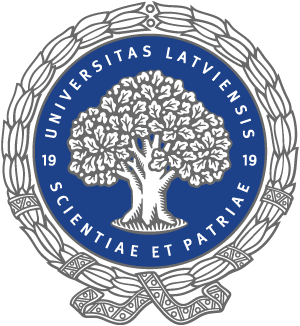 UNIVERSITAS LATVIENSIS
19 19
SCIENTIAE ET PATRIAE